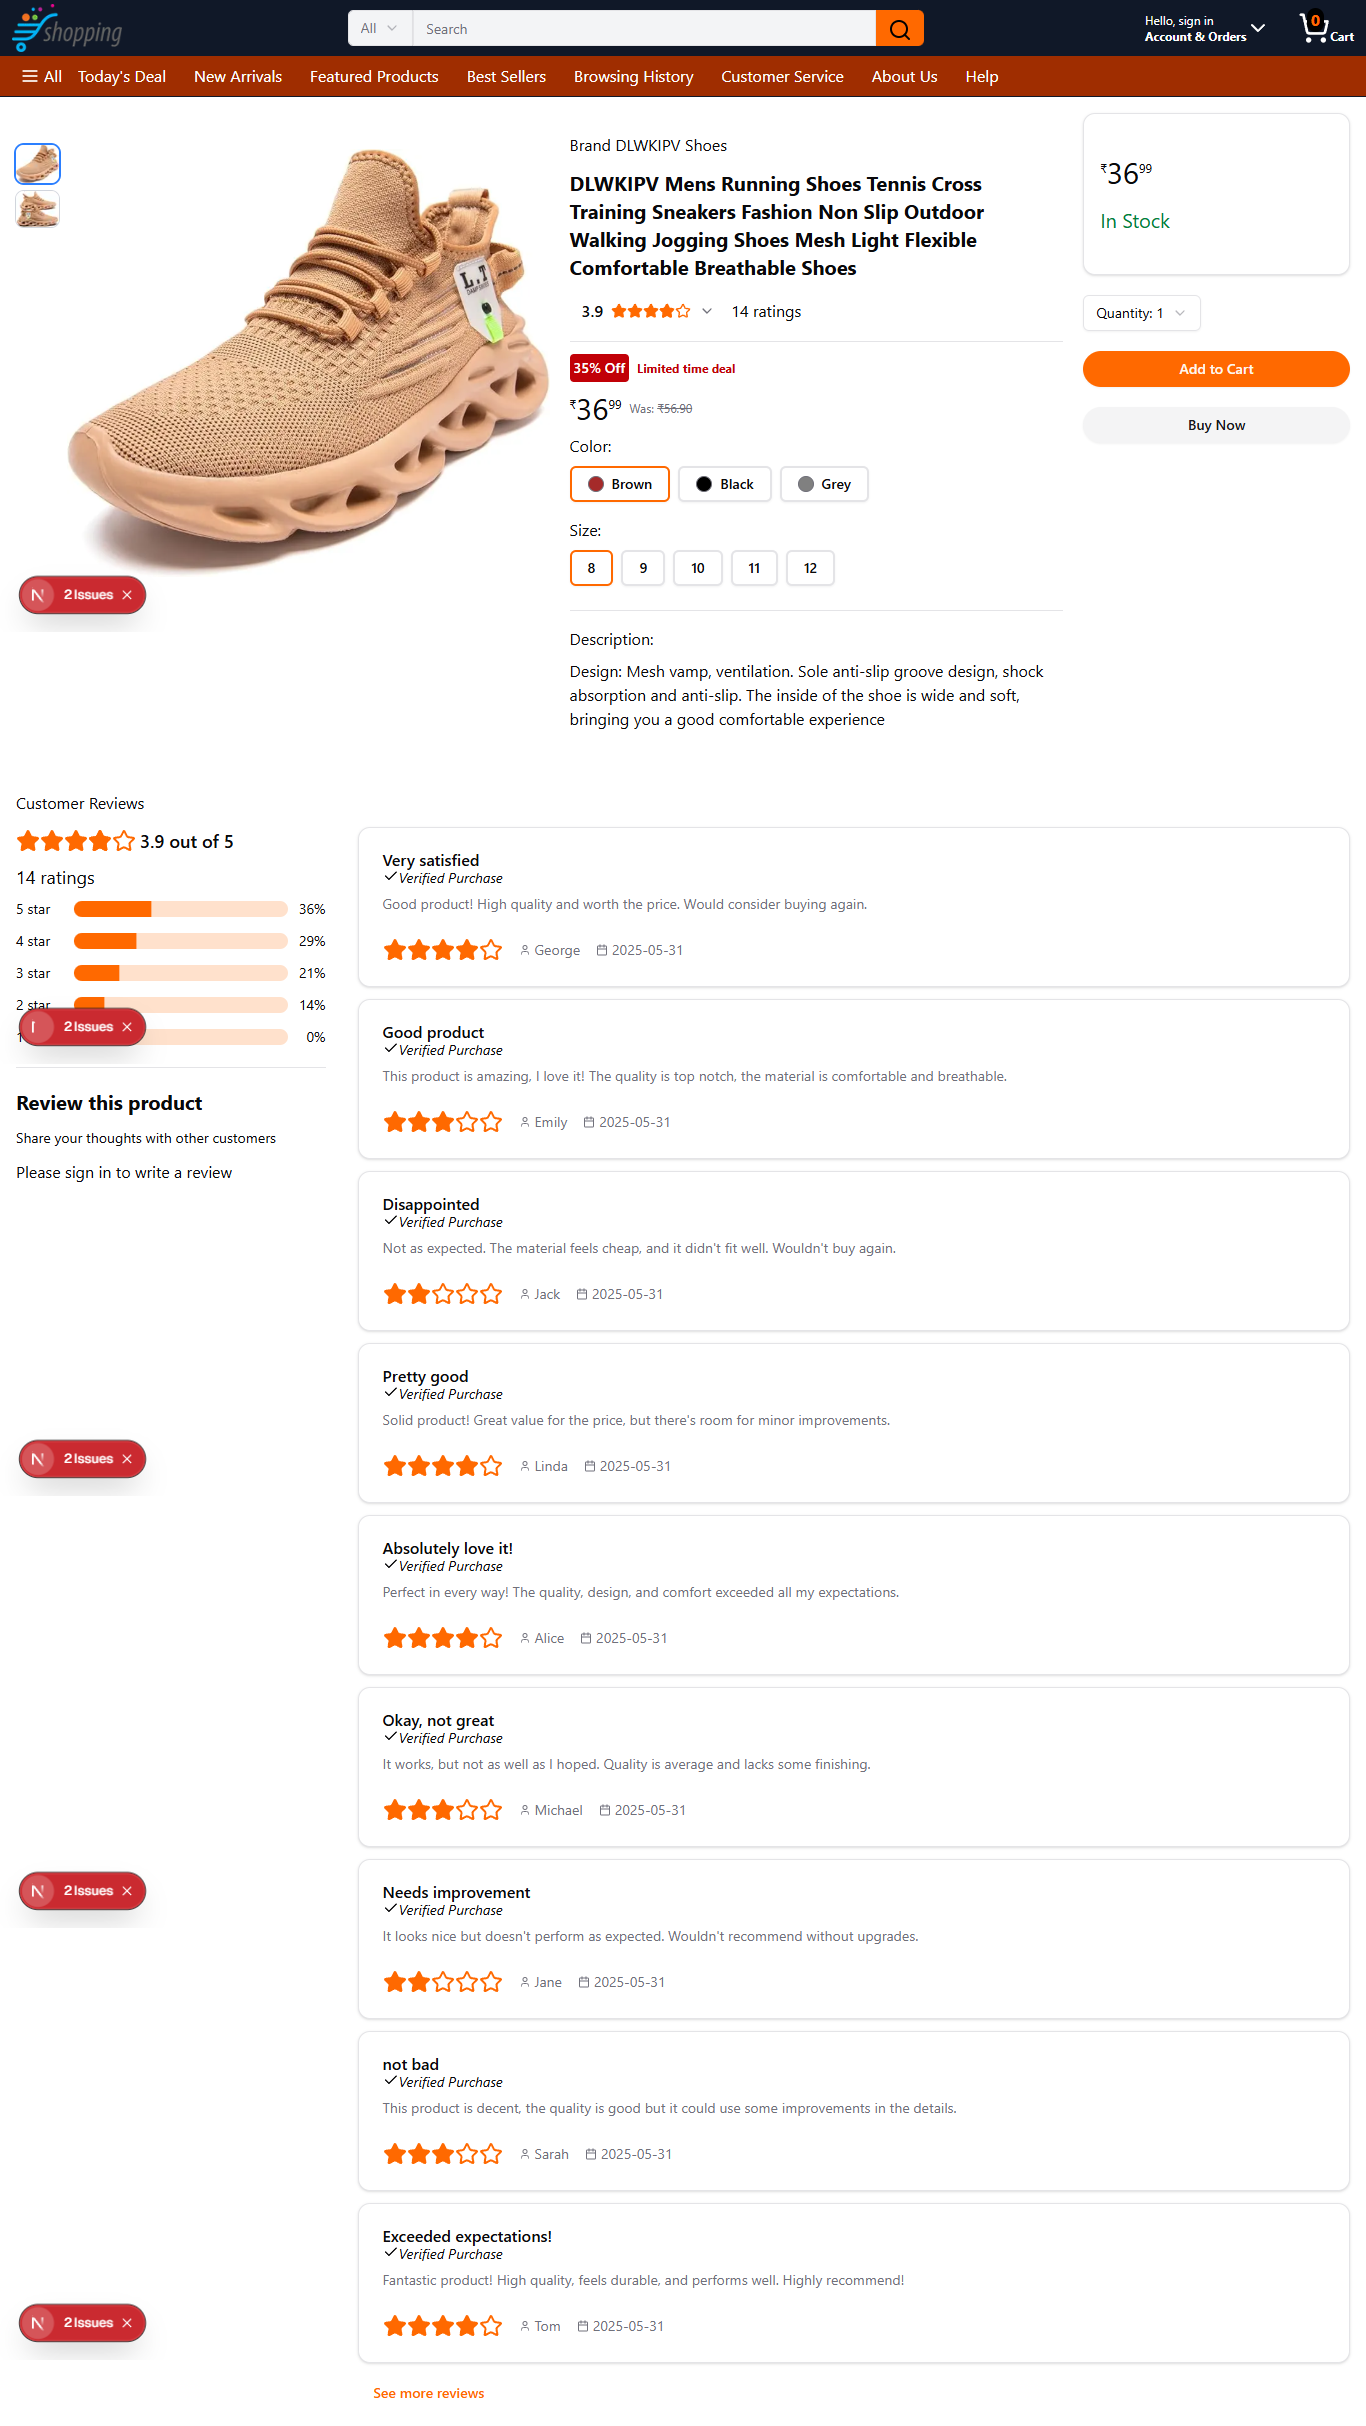 shopping
All
Search
Hello, sign in
Account & Orders
0
Cart
All
Today's Deal
New Arrivals
Featured Products
Best Sellers
Browsing History
Customer Service
About Us
Help
L.T
Brand DLWKIPV Shoes
DLWKIPV Mens Running Shoes Tennis Cross
Training Sneakers Fashion Non Slip Outdoor
Walking Jogging Shoes Mesh Light Flexible
Comfortable Breathable Shoes
3.9
14 ratings
35% Off
Limited time deal
₹36 99
Was: ₹56.90
Color:
Brown
Black
Grey
Size:
8
9
10
11
12
Description:
Design: Mesh vamp, ventilation. Sole anti-slip groove design, shock
absorption and anti-slip. The inside of the shoe is wide and soft,
bringing you a good comfortable experience
₹36 99
In Stock
Quantity: 1
Add to Cart
Buy Now
N 2 Issues
Customer Reviews
3.9 out of 5
14 ratings
5 star 36%
4 star 29%
3 star 21%
2 star 14%
1 0%
2 Issues
Review this product
Share your thoughts with other customers
Please sign in to write a review
N 2 Issues
N 2 Issues
N 2 Issues
Very satisfied
Verified Purchase
Good product! High quality and worth the price. Would consider buying again.
George 2025-05-31
Good product
Verified Purchase
This product is amazing, I love it! The quality is top notch, the material is comfortable and breathable.
Emily 2025-05-31
Disappointed
Verified Purchase
Not as expected. The material feels cheap, and it didn't fit well. Wouldn't buy again.
Jack 2025-05-31
Pretty good
Verified Purchase
Solid product! Great value for the price, but there's room for minor improvements.
Linda 2025-05-31
Absolutely love it!
Verified Purchase
Perfect in every way! The quality, design, and comfort exceeded all my expectations.
Alice 2025-05-31
Okay, not great
Verified Purchase
It works, but not as well as I hoped. Quality is average and lacks some finishing.
Michael 2025-05-31
Needs improvement
Verified Purchase
It looks nice but doesn't perform as expected. Wouldn't recommend without upgrades.
Jane 2025-05-31
not bad
Verified Purchase
This product is decent, the quality is good but it could use some improvements in the details.
Sarah 2025-05-31
Exceeded expectations!
Verified Purchase
Fantastic product! High quality, feels durable, and performs well. Highly recommend!
Tom 2025-05-31
See more reviews